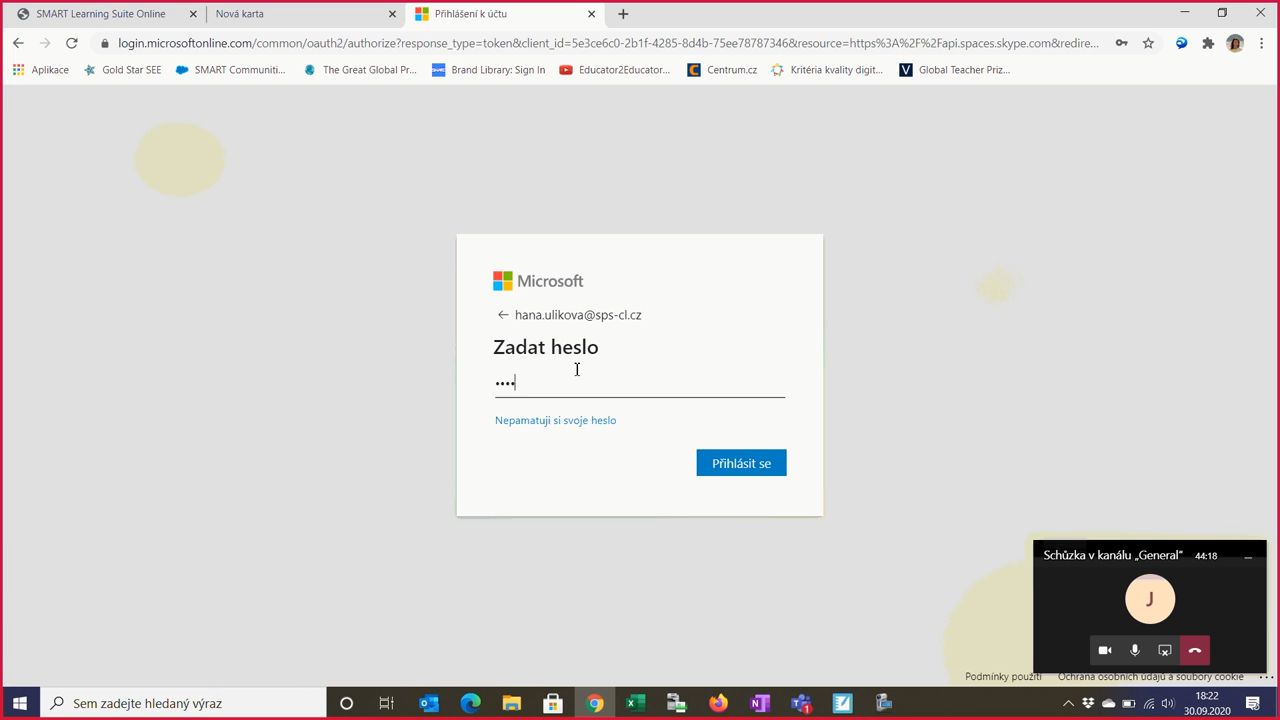 SMART Learning Suite Online
Nová karta
Přihlášení k účtu
login.microsoftonline.com/common/oauth2/authorize?response_type=token&client_id=5e3ce6c0-2b1f-4285-8d4b-75ee78787346&resource=https%3A%2F%2Fapi.spaces.skype.com&redire...
Aplikace
Gold Star SEE
SMART Communiti...
The Great Global Pr...
Brand Library: Sign In
Educator2Educator...
Centrum.cz
Kritéria kvality digit...
Global Teacher Priz...
Microsoft
hana.ulikova@sps-cl.cz
Zadat heslo
••••
Nepamatuji si svoje heslo
Přihlásit se
Schůzka v kanálu „General“ 44:18
J
Podmínky použití
Ochrana osobních údajů a soubory cookie
...
Sem zadejte hledaný výraz
18:22
30.09.2020